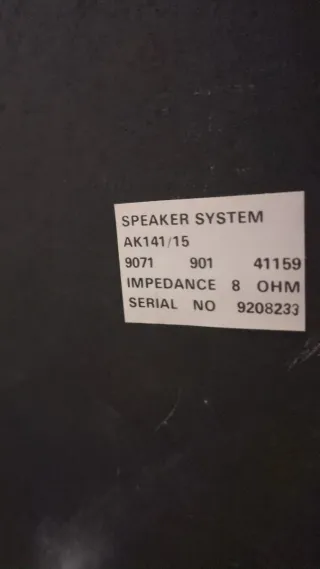 SPEAKER SYSTEM
AK141/15
9071 901 41159
IMPEDANCE 8 OHM
SERIAL NO 9208233